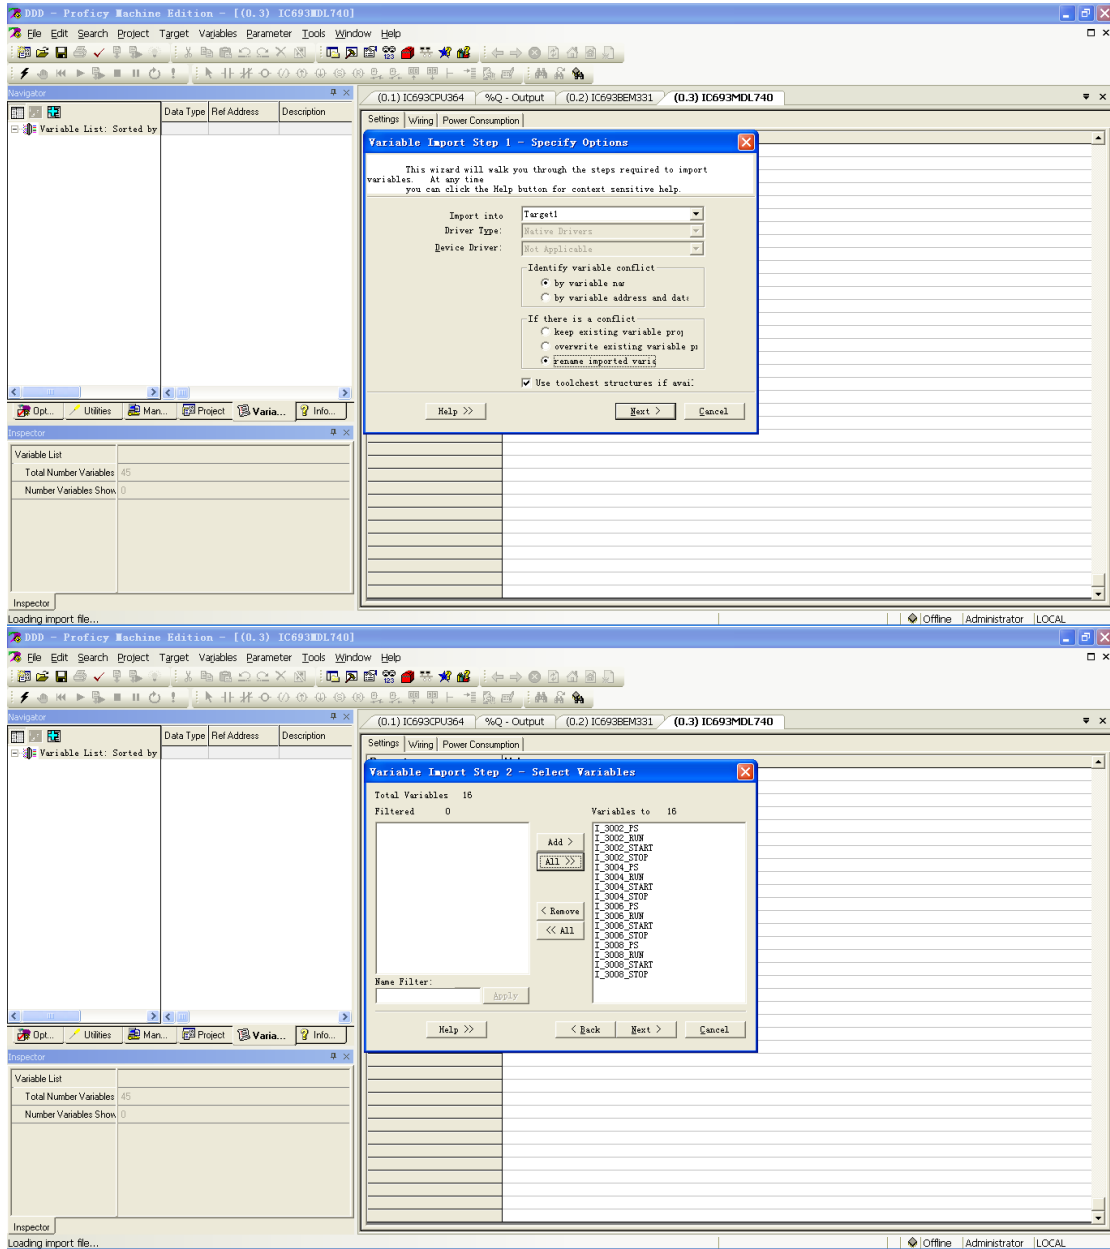 DDD - Proficy Machine Edition - [(0.3) IC693MDL740]
File Edit Search Project Target Variables Parameter Tools Window Help
Navigator
(0.1) IC693CPU364 %Q - Output (0.2) IC693BEM331 (0.3) IC693MDL740
Data Type Ref Address Description
Variable List: Sorted by
Settings Wiring Power Consumption
Variable Import Step 1 - Specify Options
This wizard will walk you through the steps required to import
variables. At any time
you can click the Help button for context sensitive help.
Import into Target1
Driver Type: Native Drivers
Device Driver: Not Applicable
Identify variable conflict
by variable nam
by variable address and data
If there is a conflict
keep existing variable prop
overwrite existing variable pr
rename imported varia
Use toolchest structures if avai
Help >> Next > Cancel
Opt... Utilities Man... Project Varia... Info...
Inspector
Variable List
Total Number Variables 45
Number Variables Show 0
Inspector
Loading import file...
Offline Administrator LOCAL
DDD - Proficy Machine Edition - [(0.3) IC693MDL740]
File Edit Search Project Target Variables Parameter Tools Window Help
Navigator
(0.1) IC693CPU364 %Q - Output (0.2) IC693BEM331 (0.3) IC693MDL740
Data Type Ref Address Description
Variable List: Sorted by
Settings Wiring Power Consumption
Variable Import Step 2 - Select Variables
Total Variables 16
Filtered 0
Variables to 16
Add >
All >>
< Remove
<< All
I_3002_PS
I_3002_RUN
I_3002_START
I_3002_STOP
I_3004_PS
I_3004_RUN
I_3004_START
I_3004_STOP
I_3006_PS
I_3006_RUN
I_3006_START
I_3006_STOP
I_3008_PS
I_3008_RUN
I_3008_START
I_3008_STOP
Name Filter:
Apply
Help >> < Back Next > Cancel
Opt... Utilities Man... Project Varia... Info...
Inspector
Variable List
Total Number Variables 45
Number Variables Show 0
Inspector
Loading import file...
Offline Administrator LOCAL